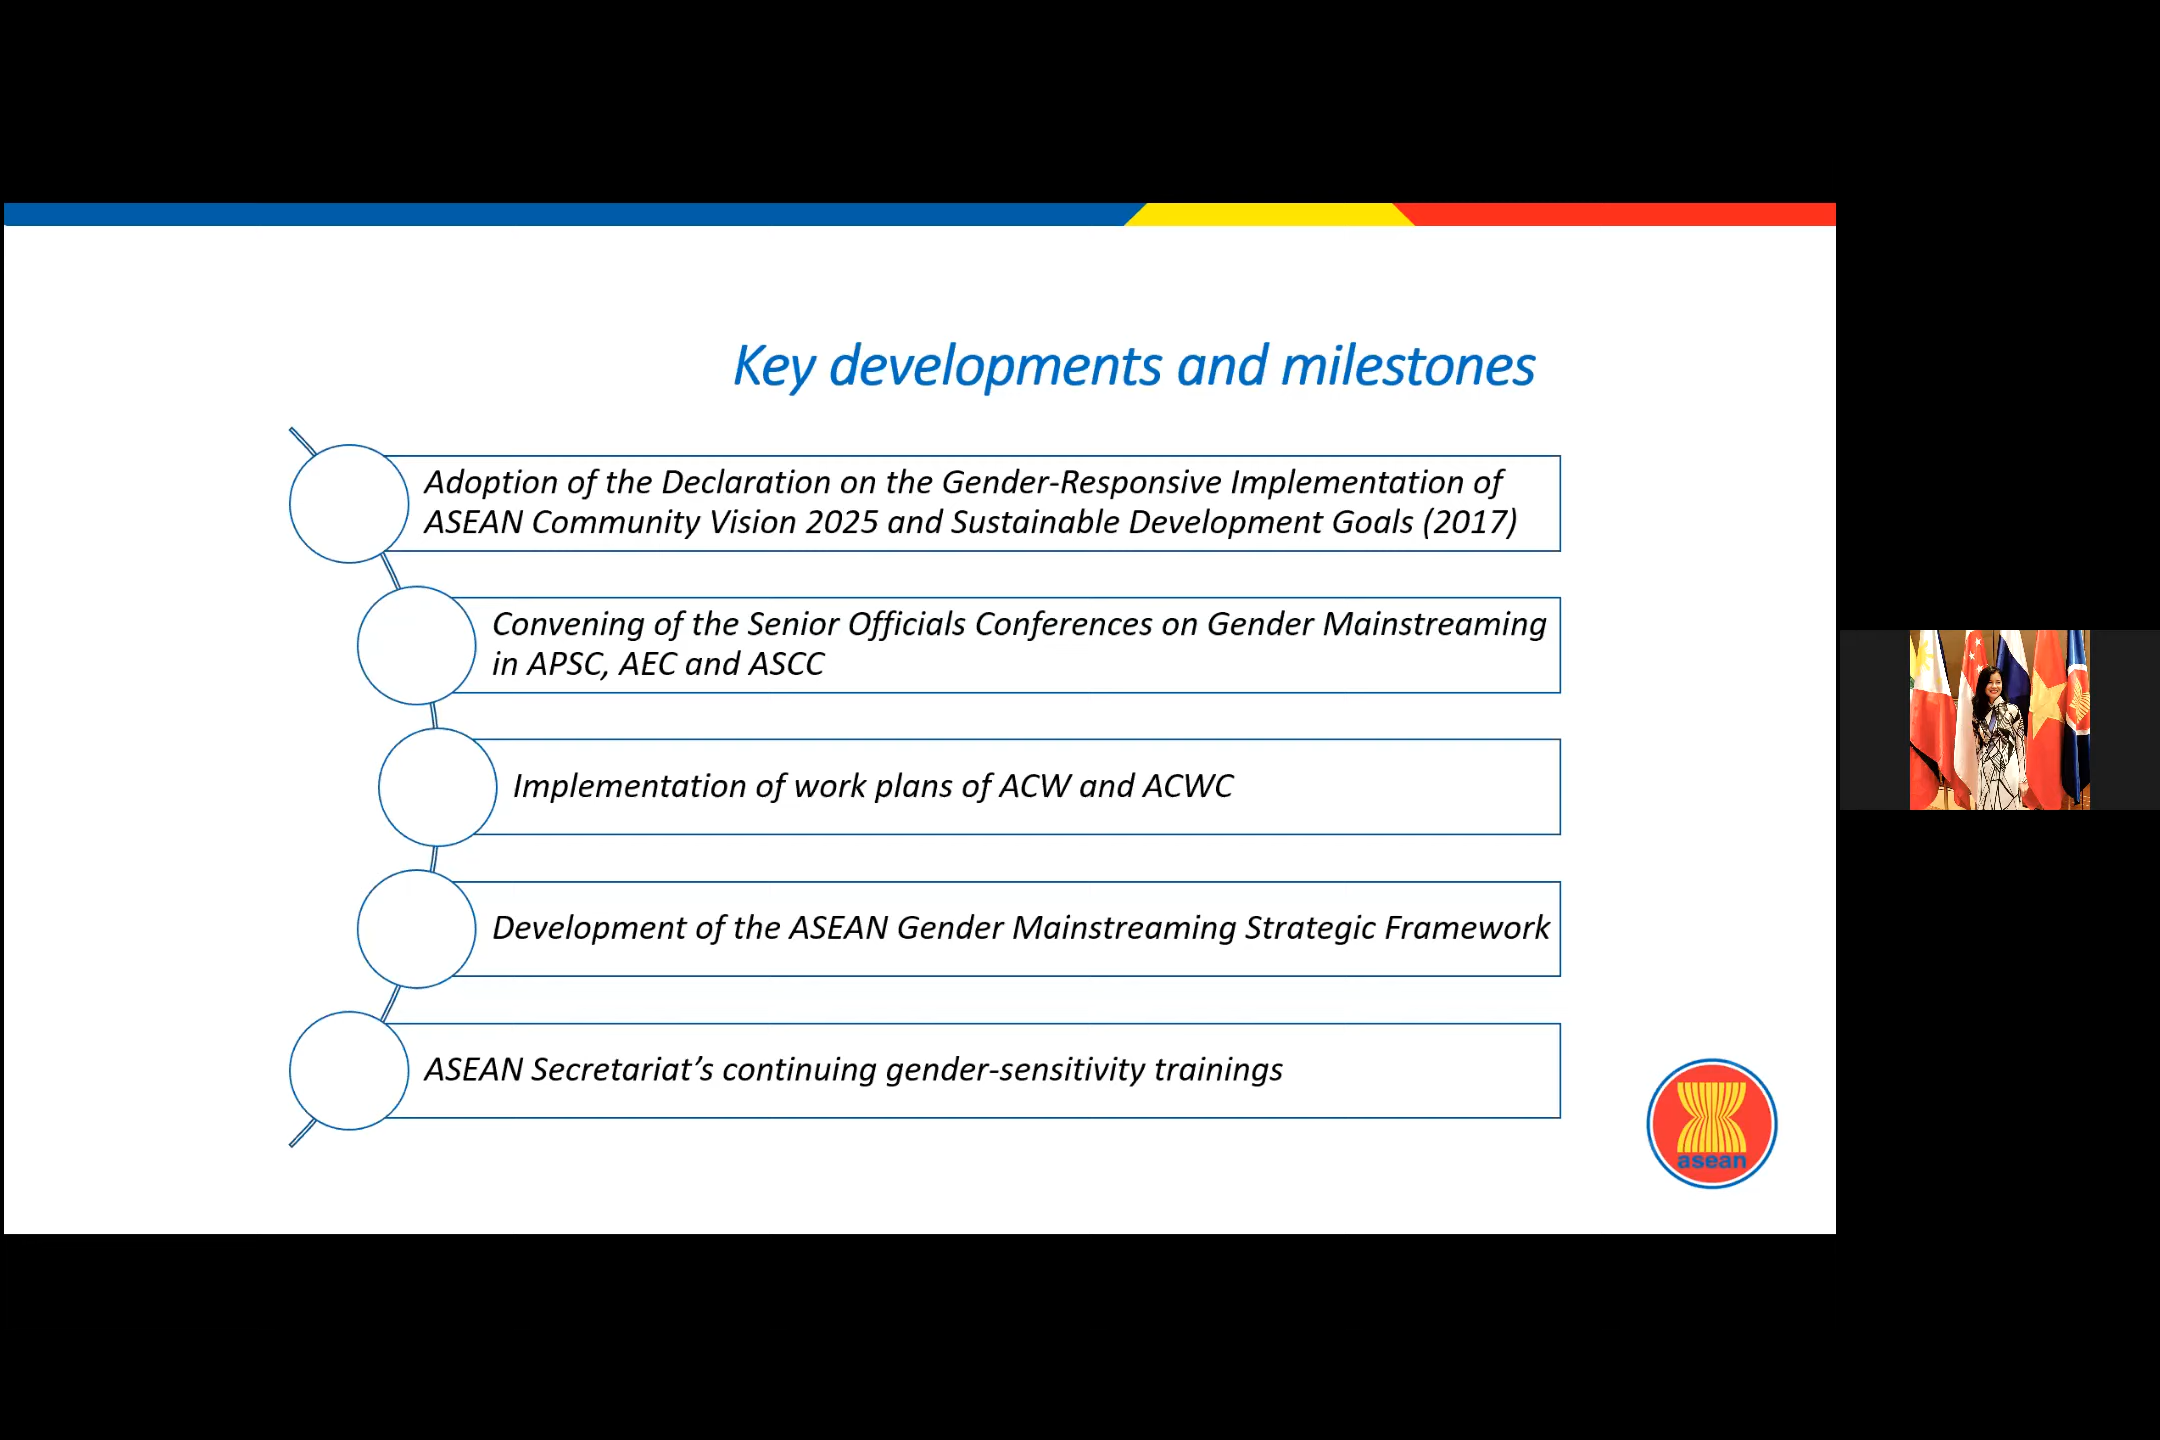 Key developments and milestones
Adoption of the Declaration on the Gender-Responsive Implementation of
ASEAN Community Vision 2025 and Sustainable Development Goals (2017)
Convening of the Senior Officials Conferences on Gender Mainstreaming
in APSC, AEC and ASCC
Implementation of work plans of ACW and ACWC
Development of the ASEAN Gender Mainstreaming Strategic Framework
ASEAN Secretariat’s continuing gender-sensitivity trainings
asean